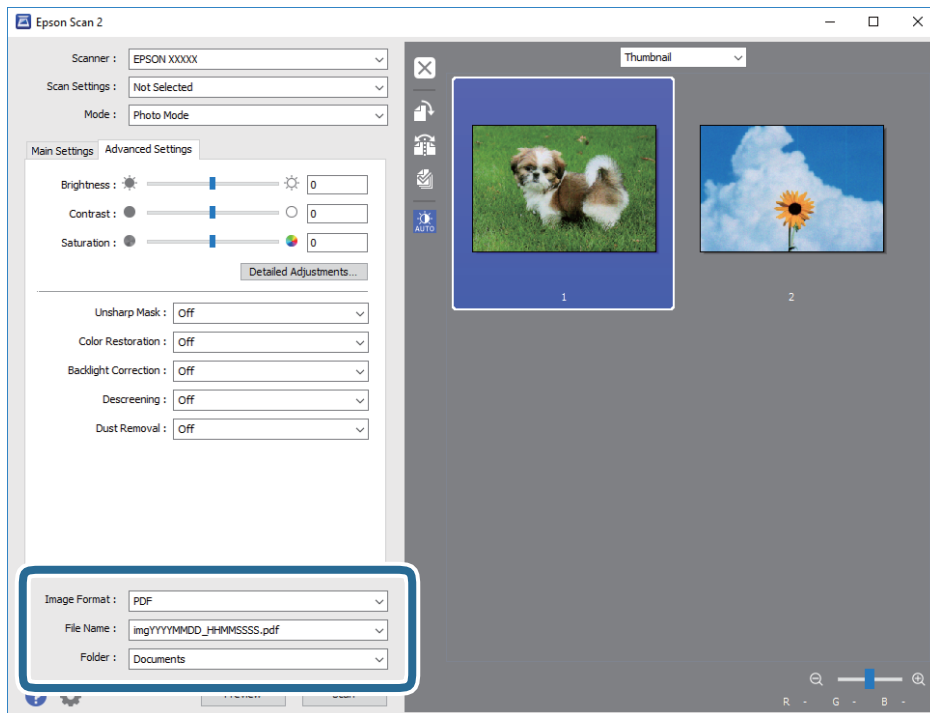 Epson Scan 2
Scanner : EPSON XXXXX
Scan Settings : Not Selected
Mode : Photo Mode
Main Settings Advanced Settings
Brightness : 0
Contrast : 0
Saturation : 0
Detailed Adjustments...
Unsharp Mask : Off
Color Restoration : Off
Backlight Correction : Off
Descreening : Off
Dust Removal : Off
Image Format : PDF
File Name : imgYYYYMMDD_HHMMSSSS.pdf
Folder : Documents
Thumbnail
AUTO
1
2
R - G - B -